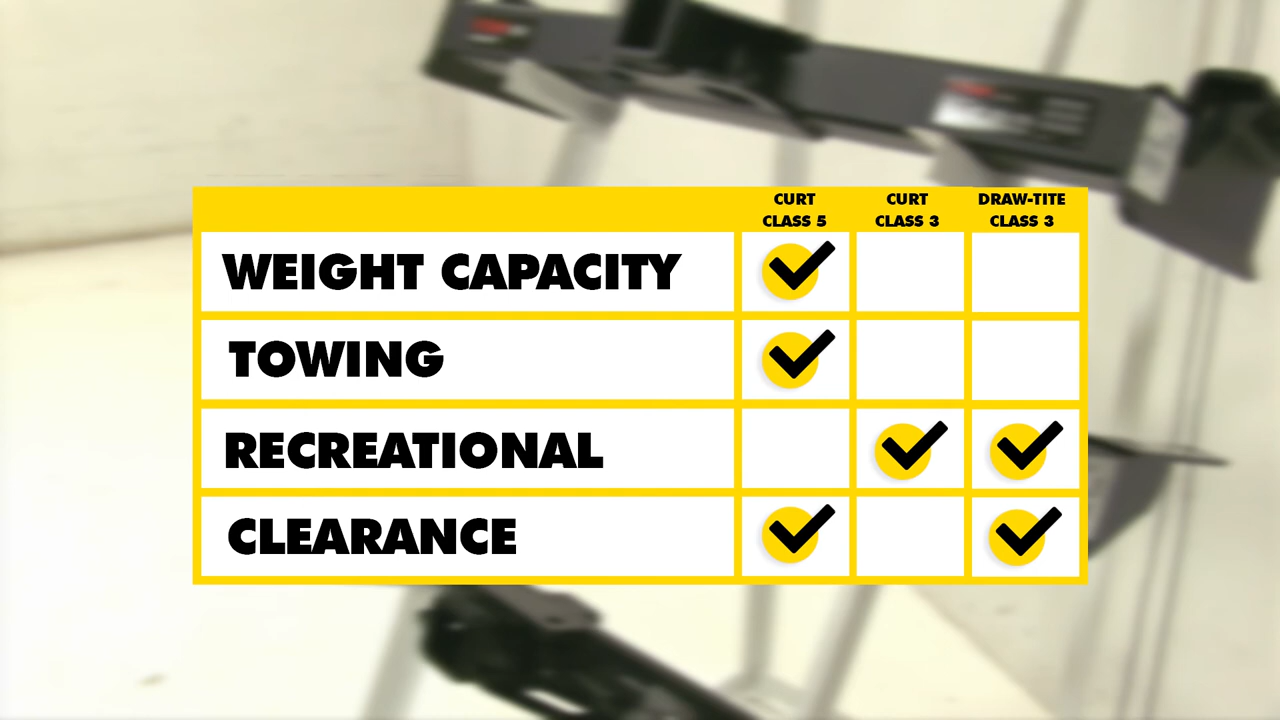 CURT CLASS 5
CURT CLASS 3
DRAW-TITE CLASS 3
WEIGHT CAPACITY
TOWING
RECREATIONAL
CLEARANCE